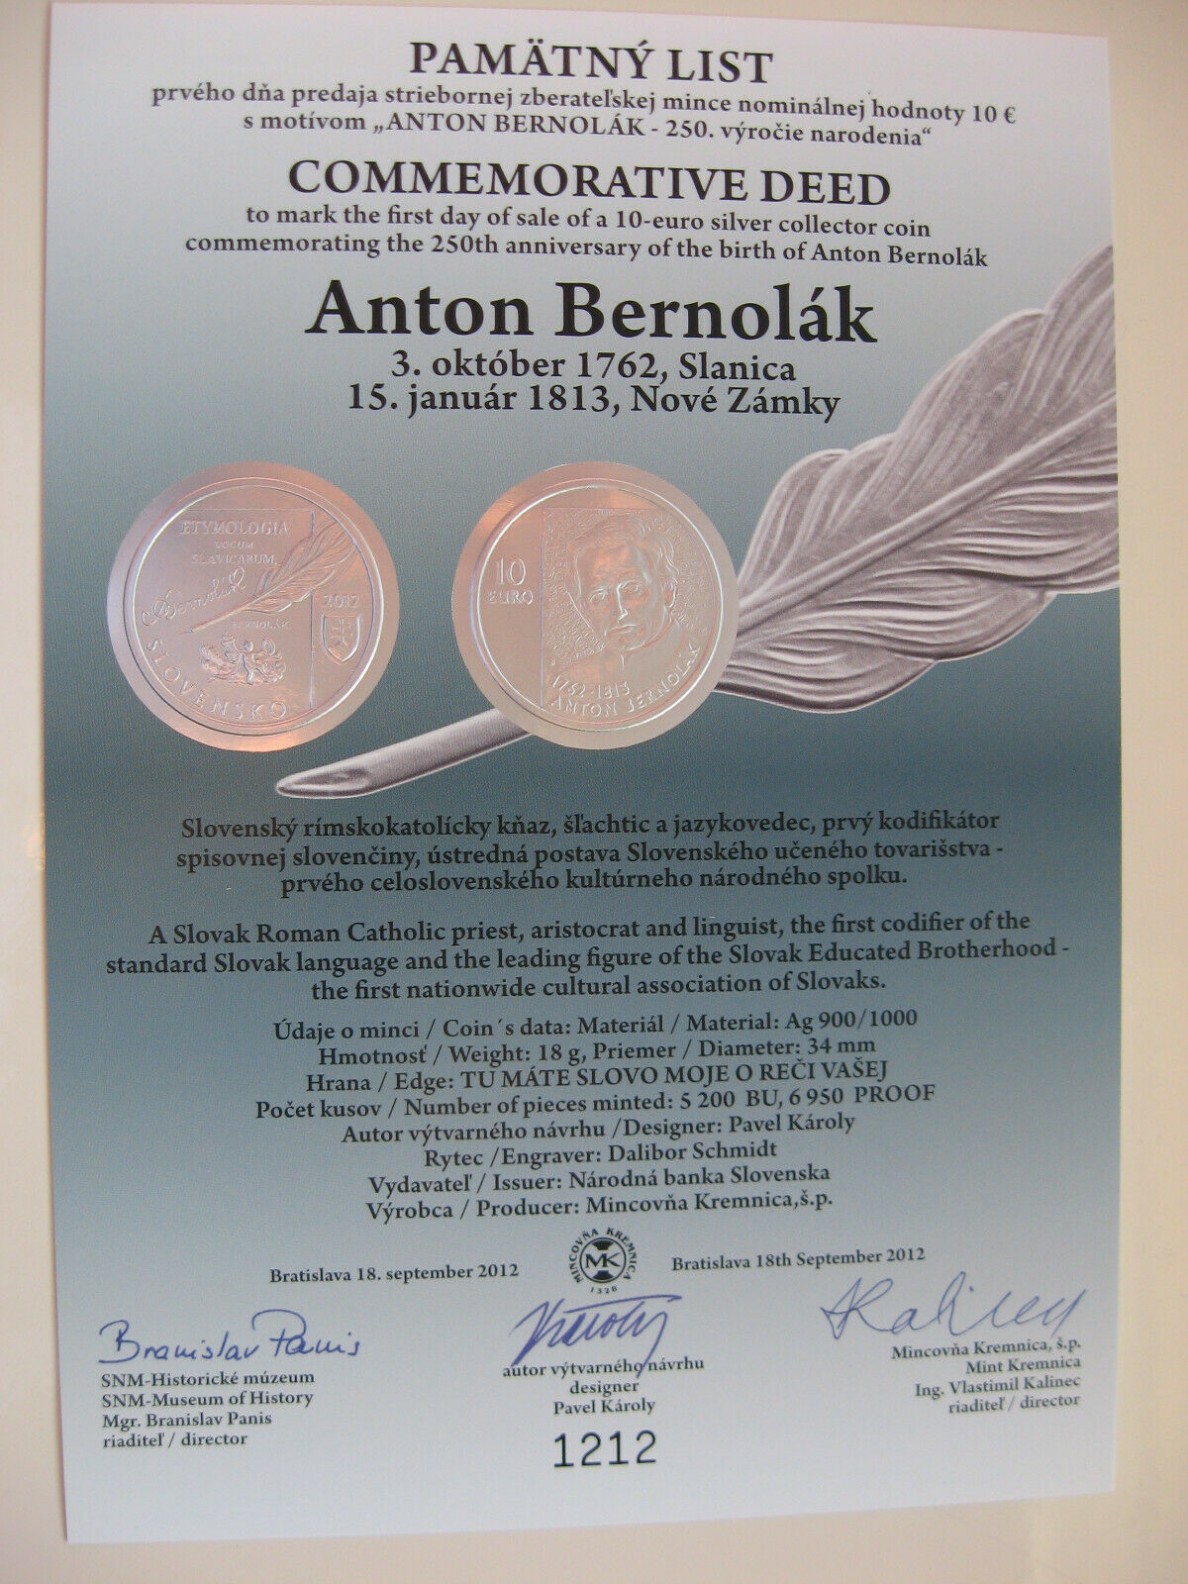 PAMÄTNÝ LIST
prvého dňa predaja striebornej zberateľskej mince nominálnej hodnoty 10 €
s motívom „ANTON BERNOLÁK - 250. výročie narodenia“
COMMEMORATIVE DEED
to mark the first day of sale of a 10-euro silver collector coin
commemorating the 250th anniversary of the birth of Anton Bernolák
Anton Bernolák
3. október 1762, Slanica
15. január 1813, Nové Zámky
ETYMOLOGIA
VOCUM
SLAVICARUM
Bernolák
2012
BERNOLÁK
SLOVENSKO
10
EURO
1762-1813
ANTON BERNOLÁK
Slovenský rímskokatolícky kňaz, šľachtic a jazykovedec, prvý kodifikátor
spisovnej slovenčiny, ústredná postava Slovenského učeného tovarišstva -
prvého celoslovenského kultúrneho národného spolku.
A Slovak Roman Catholic priest, aristocrat and linguist, the first codifier of the
standard Slovak language and the leading figure of the Slovak Educated Brotherhood -
the first nationwide cultural association of Slovaks.
Údaje o minci / Coin´s data: Materiál / Material: Ag 900/1000
Hmotnosť / Weight: 18 g, Priemer / Diameter: 34 mm
Hrana / Edge: TU MÁTE SLOVO MOJE O REČI VAŠEJ
Počet kusov / Number of pieces minted: 5 200 BU, 6 950 PROOF
Autor výtvarného návrhu /Designer: Pavel Károly
Rytec /Engraver: Dalibor Schmidt
Vydavateľ / Issuer: Národná banka Slovenska
Výrobca / Producer: Mincovňa Kremnica,š.p.
MINCOVŇA KREMNICA
MK
1328
Bratislava 18. september 2012
Bratislava 18th September 2012
Branislav Panis
SNM-Historické múzeum
SNM-Museum of History
Mgr. Branislav Panis
riaditeľ / director
Károly
autor výtvarného návrhu
designer
Pavel Károly
Kalinec
Mincovňa Kremnica, š.p.
Mint Kremnica
Ing. Vlastimil Kalinec
riaditeľ / director
1212